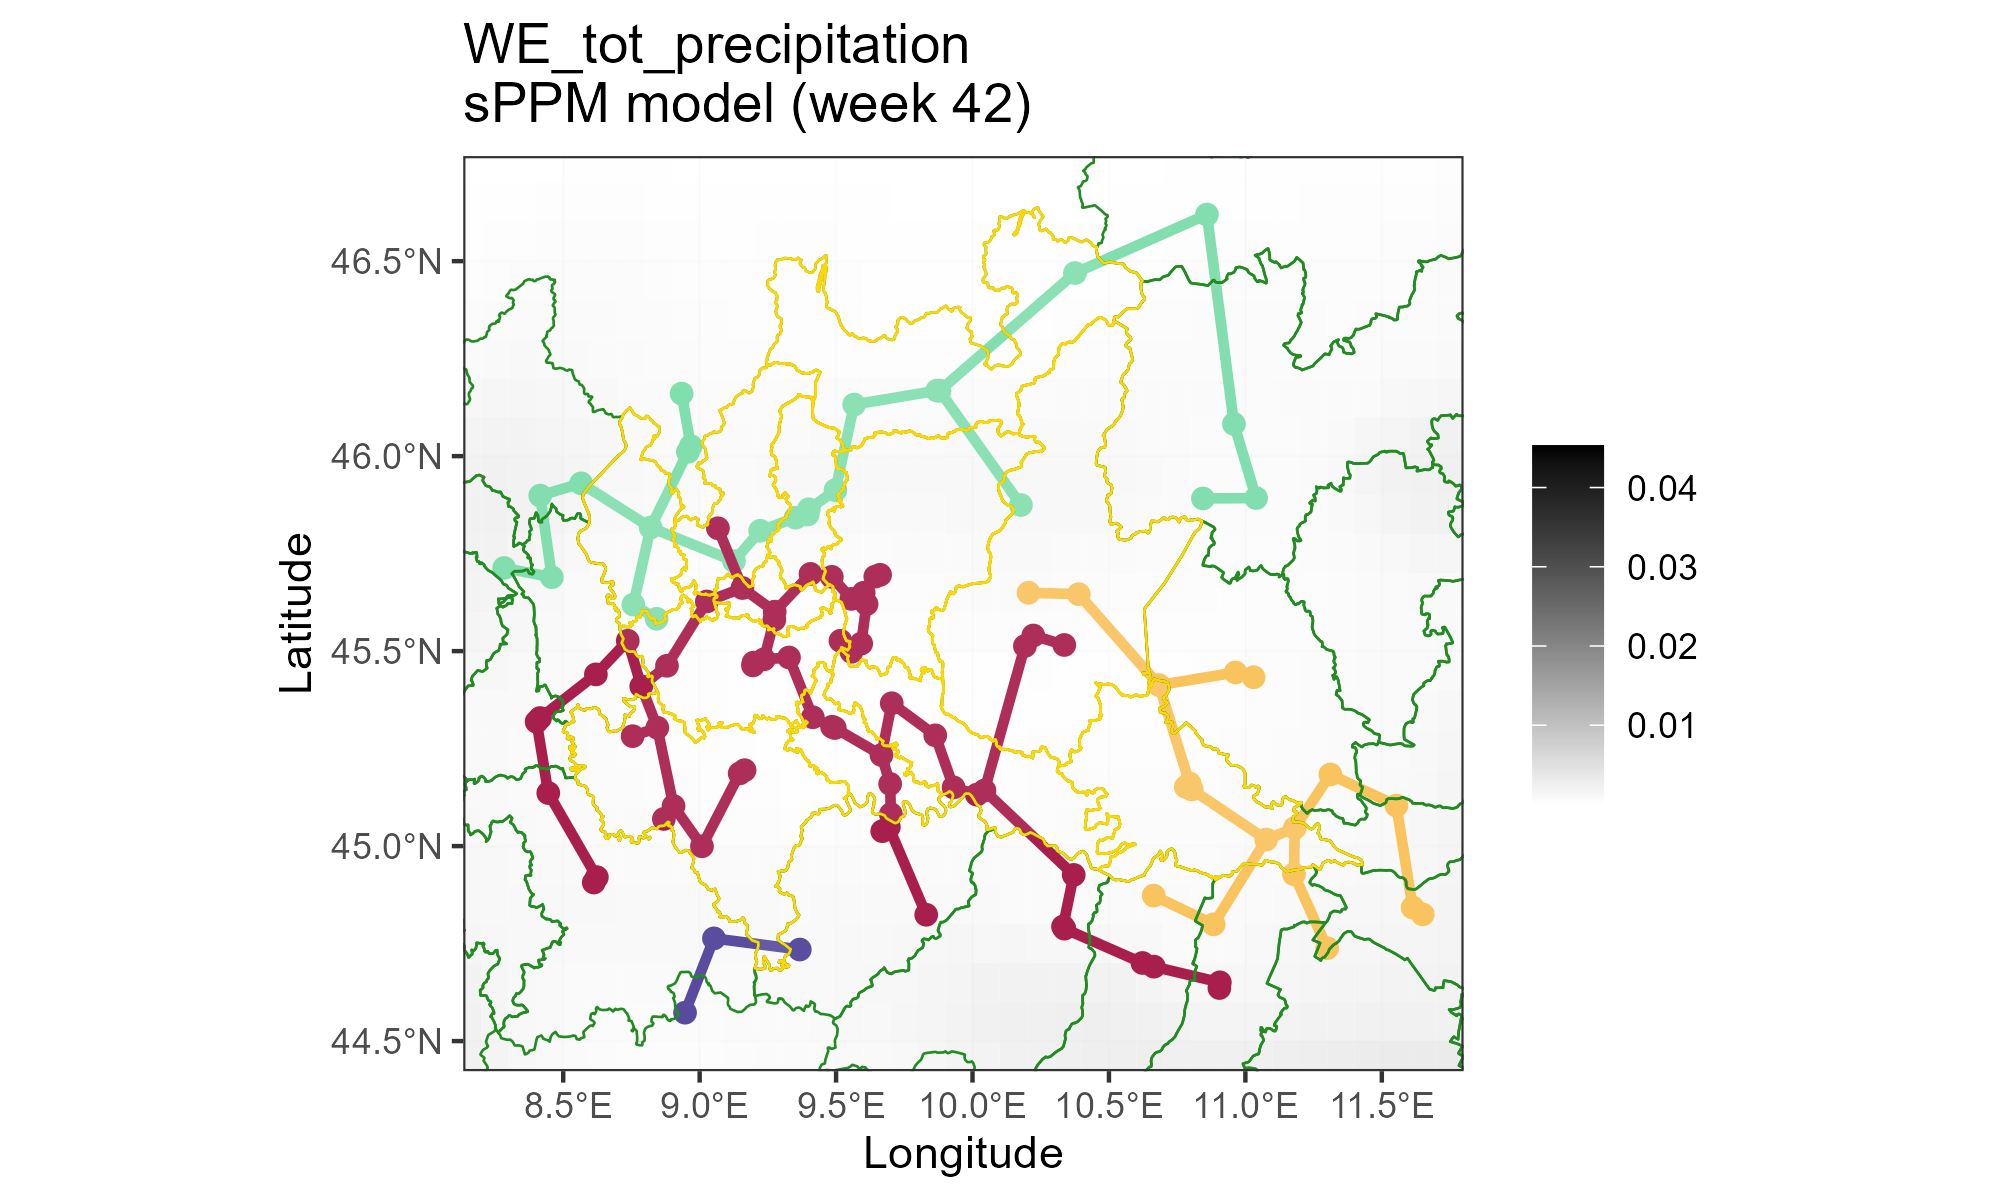 WE_tot_precipitation
sPPM model (week 42)
46.5°N
46.0°N
45.5°N
45.0°N
44.5°N
Latitude
8.5°E 9.0°E 9.5°E 10.0°E 10.5°E 11.0°E 11.5°E
Longitude
0.04
0.03
0.02
0.01